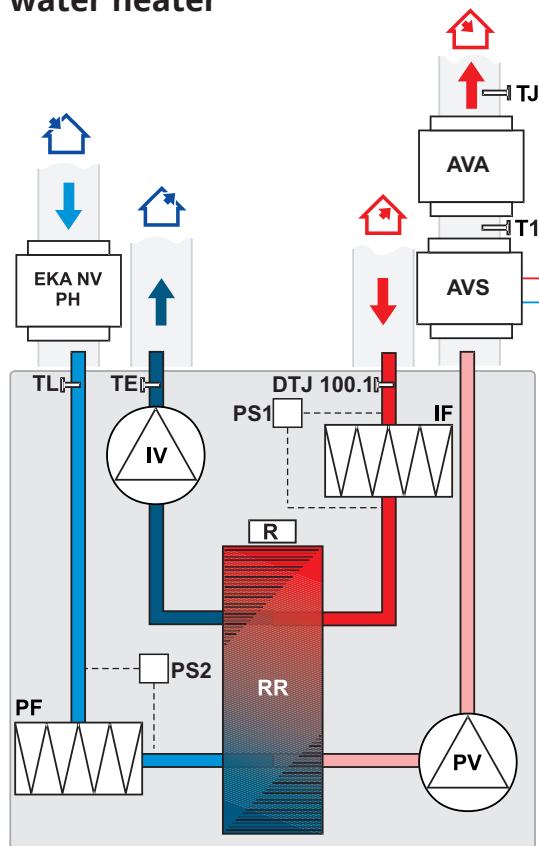 water heater
TJ
AVA
T1
EKA NV
PH
AVS
TL
TE
DTJ 100.1
PS1
IF
IV
R
PS2
RR
PF
PV